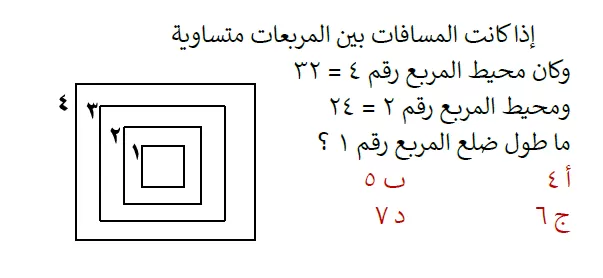 إذا كانت المسافات بين المربعات متساوية
وكان محيط المربع رقم ٤ = ٣٢
ومحيط المربع رقم ٢ = ٢٤
ما طول ضلع المربع رقم ١ ؟
أ ٤ ب ٥
ج ٦ د ٧
٤
٣
٢
١